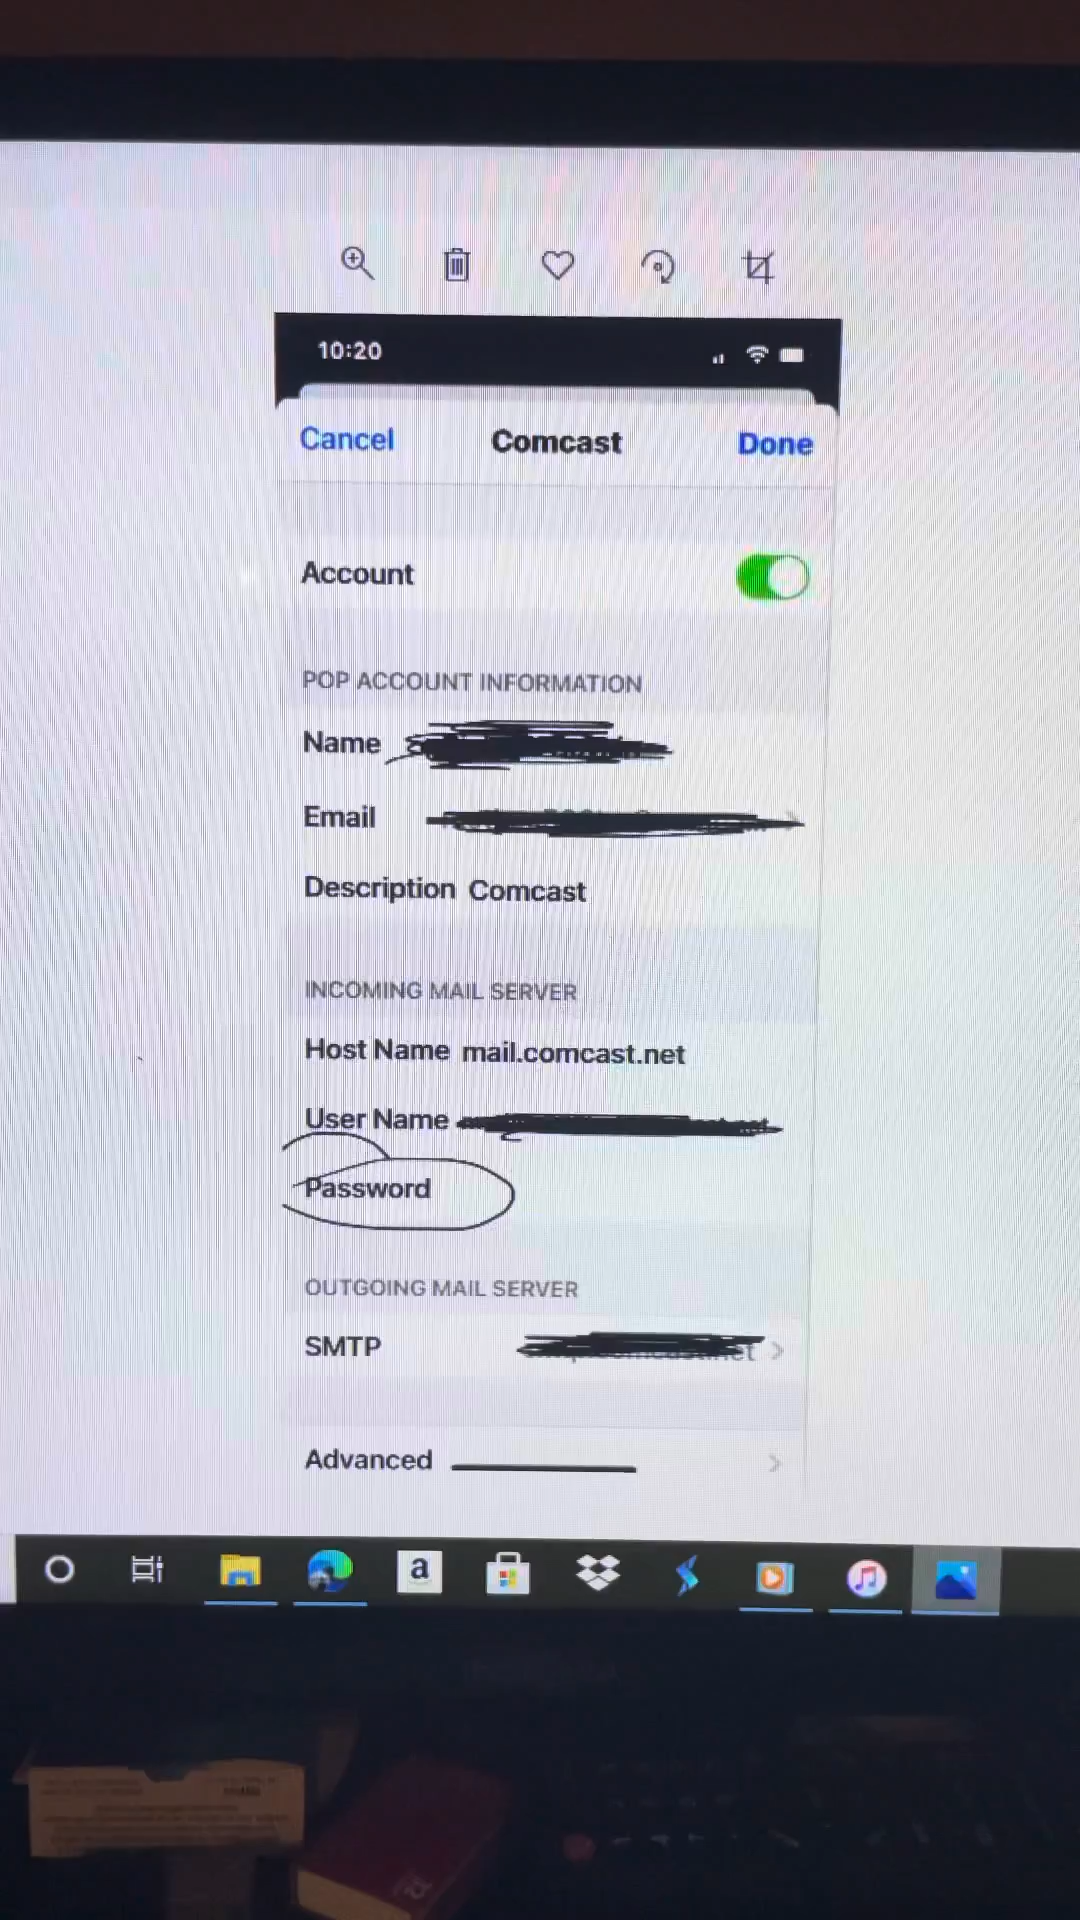 10:20
Cancel Comcast Done
Account
POP ACCOUNT INFORMATION
Name
Email
Description Comcast
INCOMING MAIL SERVER
Host Name mail.comcast.net
User Name
Password
OUTGOING MAIL SERVER
SMTP
Advanced
a